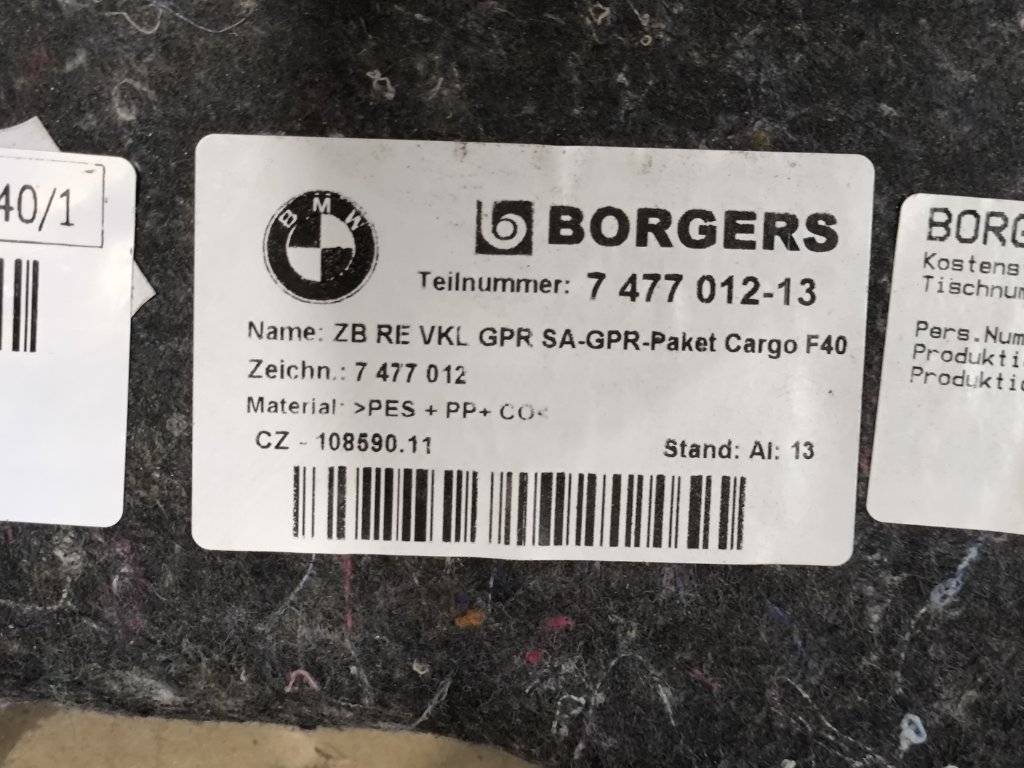 40/1
BMW
BORGERS
Teilnummer: 7 477 012-13
Name: ZB RE VKL GPR SA-GPR-Paket Cargo F40
Zeichn.: 7 477 012
Material: >PES + PP+ CO<
CZ - 108590.11
Stand: AI: 13
BORG
Kostens
Tischnum
Pers.Num
Produkti
Produktio